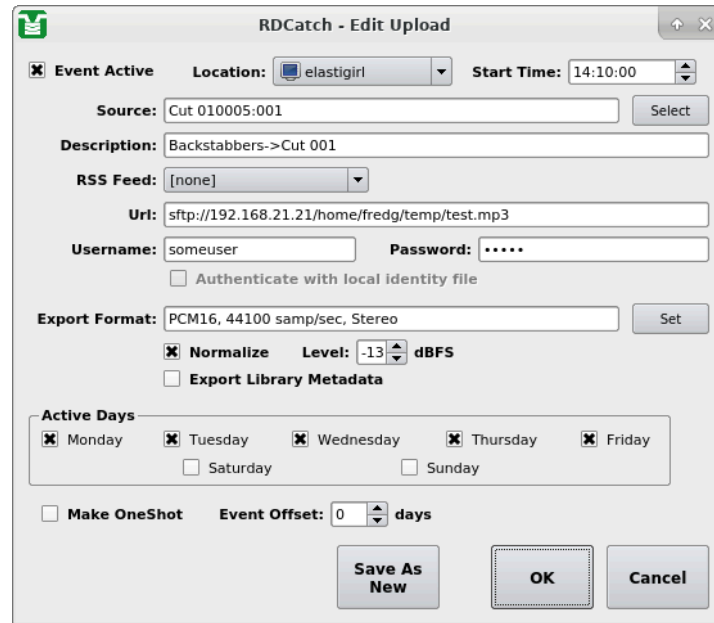 RDCatch - Edit Upload
Event Active Location: elastigirl Start Time: 14:10:00
Source: Cut 010005:001 Select
Description: Backstabbers->Cut 001
RSS Feed: [none]
Url: sftp://192.168.21.21/home/fredg/temp/test.mp3
Username: someuser Password: •••••
Authenticate with local identity file
Export Format: PCM16, 44100 samp/sec, Stereo Set
Normalize Level: -13 dBFS
Export Library Metadata
Active Days
Monday Tuesday Wednesday Thursday Friday
Saturday Sunday
Make OneShot Event Offset: 0 days
Save As
New
OK Cancel